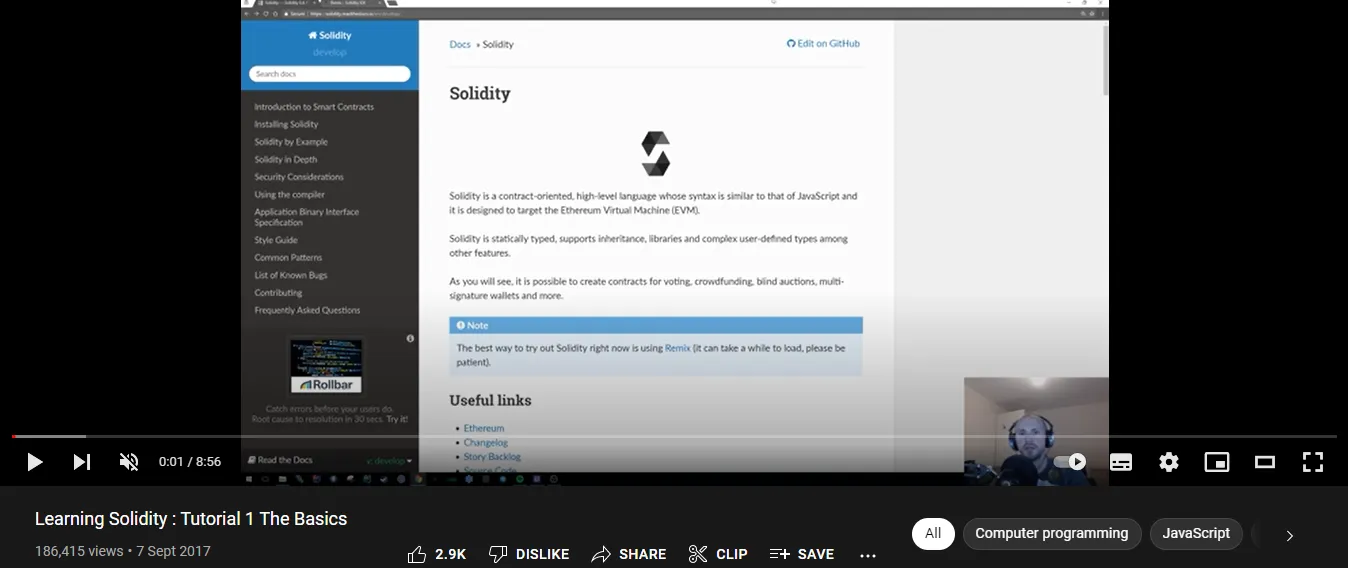 Solidity
develop
Search docs
Introduction to Smart Contracts
Installing Solidity
Solidity by Example
Solidity in Depth
Security Considerations
Using the compiler
Application Binary Interface
Specification
Style Guide
Common Patterns
List of Known Bugs
Contributing
Frequently Asked Questions
Rollbar
Catch errors before your users do.
Root cause to resolution in 30 secs. Try it!
Read the Docs
v: develop
Docs » Solidity
Edit on GitHub
Solidity
Solidity is a contract-oriented, high-level language whose syntax is similar to that of JavaScript and
it is designed to target the Ethereum Virtual Machine (EVM).
Solidity is statically typed, supports inheritance, libraries and complex user-defined types among
other features.
As you will see, it is possible to create contracts for voting, crowdfunding, blind auctions, multi-
signature wallets and more.
Note
The best way to try out Solidity right now is using Remix (it can take a while to load, please be
patient).
Useful links
Ethereum
Changelog
Story Backlog
Source Code
0:01 / 8:56
Learning Solidity : Tutorial 1 The Basics
186,415 views • 7 Sept 2017
2.9K DISLIKE SHARE CLIP SAVE
All Computer programming JavaScript